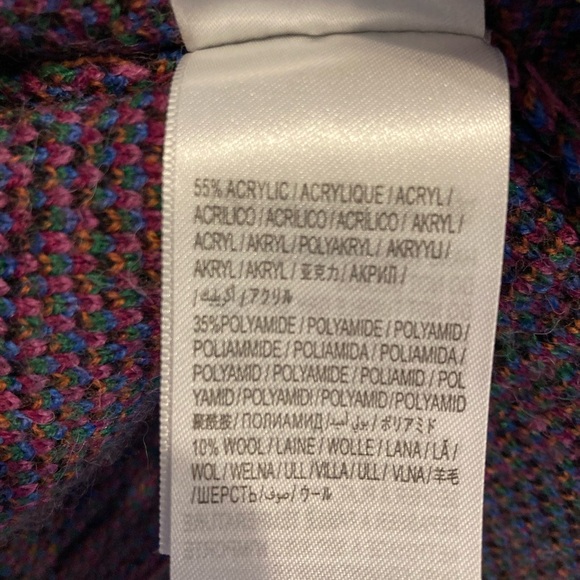 55% ACRYLIC / ACRYLIQUE / ACRYL /
ACRILICO / ACRÍLICO / ACRÍLICO / AKRYL /
ACRYL / AKRYL / POLYAKRYL / AKRYYLI /
AKRYL / AKRYL / 亚克力 / АКРИЛ /
/ أكريليك / アクリル
35%POLYAMIDE / POLYAMIDE / POLYAMID /
POLIAMMIDE / POLIAMIDA / POLIAMIDA /
POLYAMID / POLYAMIDE / POLIAMID / POL
YAMID / POLYAMIDI / POLYAMID /POLYAMID
聚酰胺 / ПОЛИАМИД / بولي أميد / ポリアミド
10% WOOL / LAINE / WOLLE / LANA / LÃ /
WOL / WEŁNA / ULL / VILLA / ULL / VLNA / 羊毛
/ ШЕРСТЬ / صوف / ウール